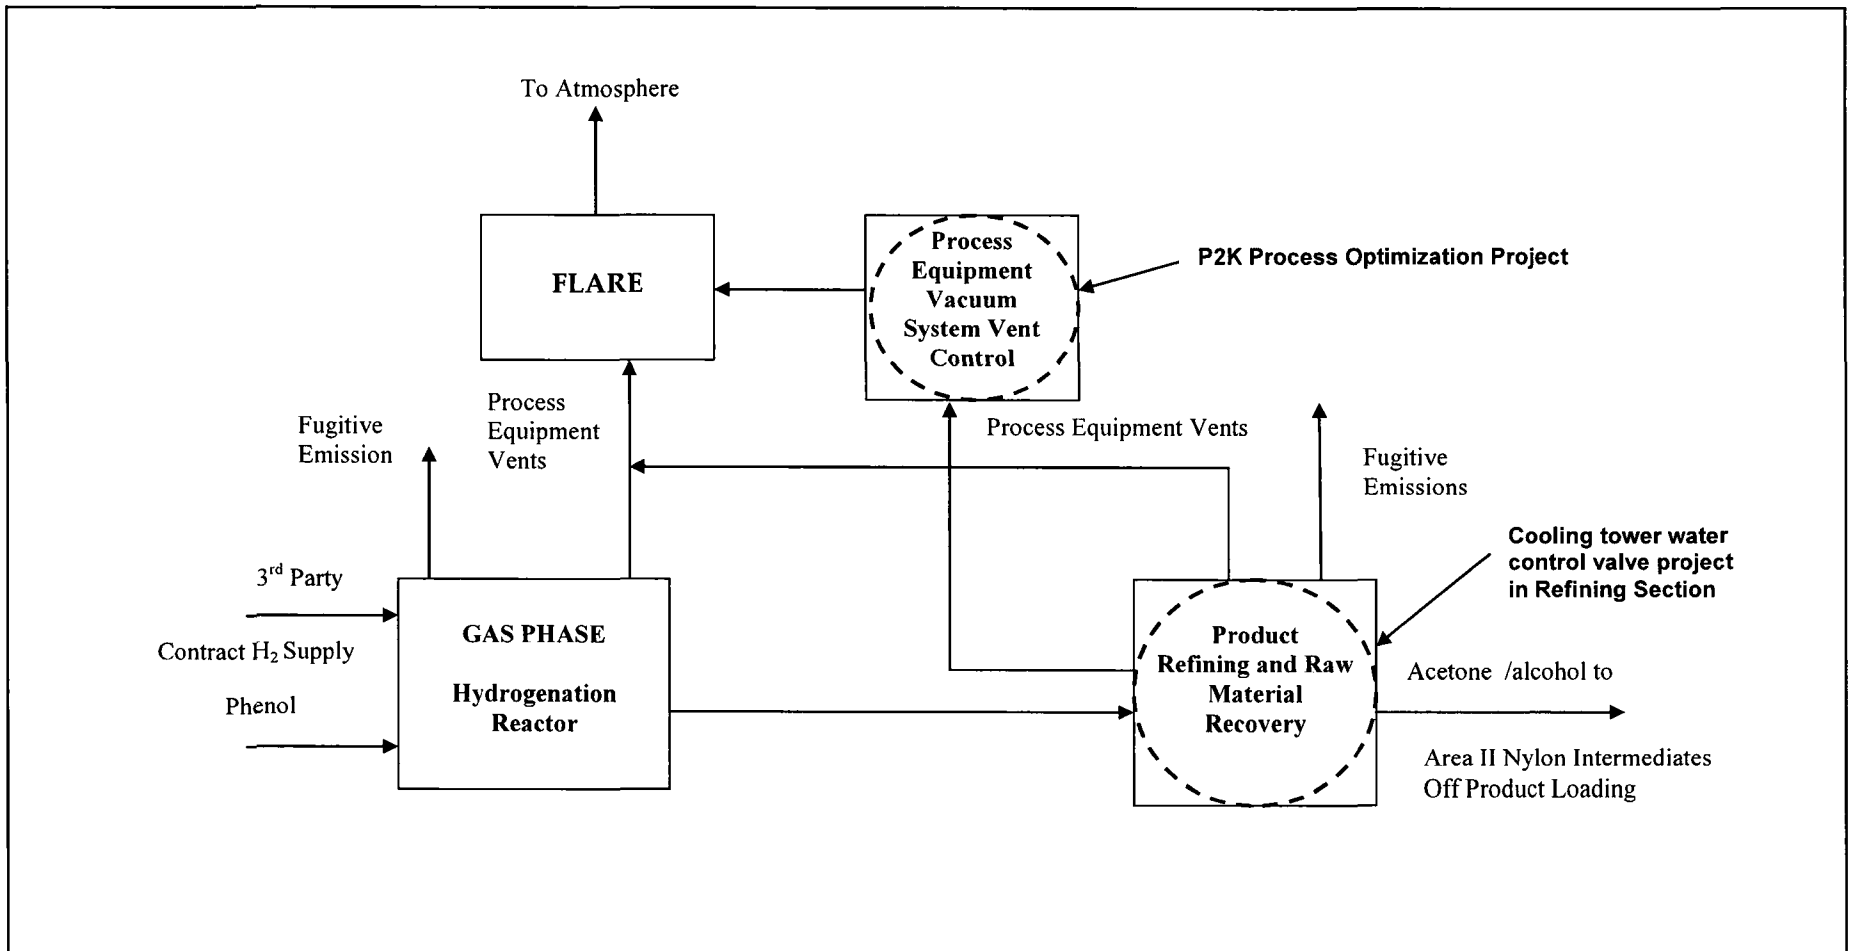 To Atmosphere
FLARE
Process
Equipment
Vacuum
System Vent
Control
P2K Process Optimization Project
Process
Equipment
Vents
Fugitive
Emission
Process Equipment Vents
Fugitive
Emissions
Cooling tower water
control valve project
in Refining Section
3rd Party
Contract H2 Supply
Phenol
GAS PHASE
Hydrogenation
Reactor
Product
Refining and Raw
Material
Recovery
Acetone /alcohol to
Area II Nylon Intermediates
Off Product Loading